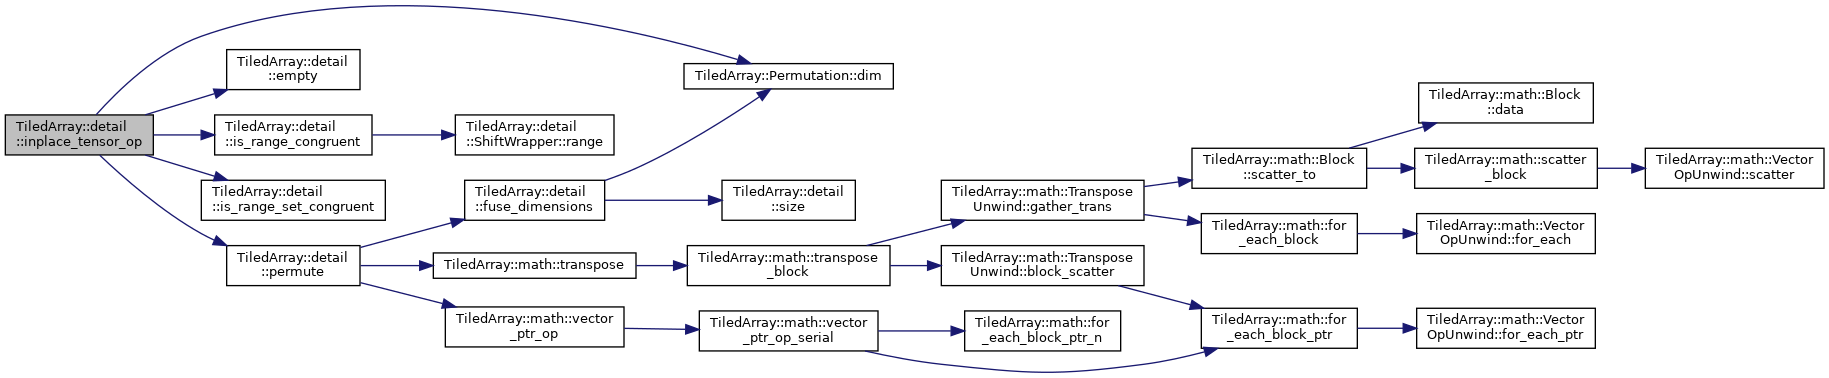 TiledArray::detail
::inplace_tensor_op
TiledArray::detail
::empty
TiledArray::detail
::is_range_congruent
TiledArray::detail
::is_range_set_congruent
TiledArray::detail
::permute
TiledArray::detail
::ShiftWrapper::range
TiledArray::detail
::fuse_dimensions
TiledArray::math::transpose
TiledArray::math::vector
_ptr_op
TiledArray::Permutation::dim
TiledArray::detail
::size
TiledArray::math::transpose
_block
TiledArray::math::vector
_ptr_op_serial
TiledArray::math::Transpose
Unwind::gather_trans
TiledArray::math::Transpose
Unwind::block_scatter
TiledArray::math::for
_each_block_ptr_n
TiledArray::math::Block
::scatter_to
TiledArray::math::for
_each_block
TiledArray::math::for
_each_block_ptr
TiledArray::math::Block
::data
TiledArray::math::scatter
_block
TiledArray::math::Vector
OpUnwind::for_each
TiledArray::math::Vector
OpUnwind::for_each_ptr
TiledArray::math::Vector
OpUnwind::scatter